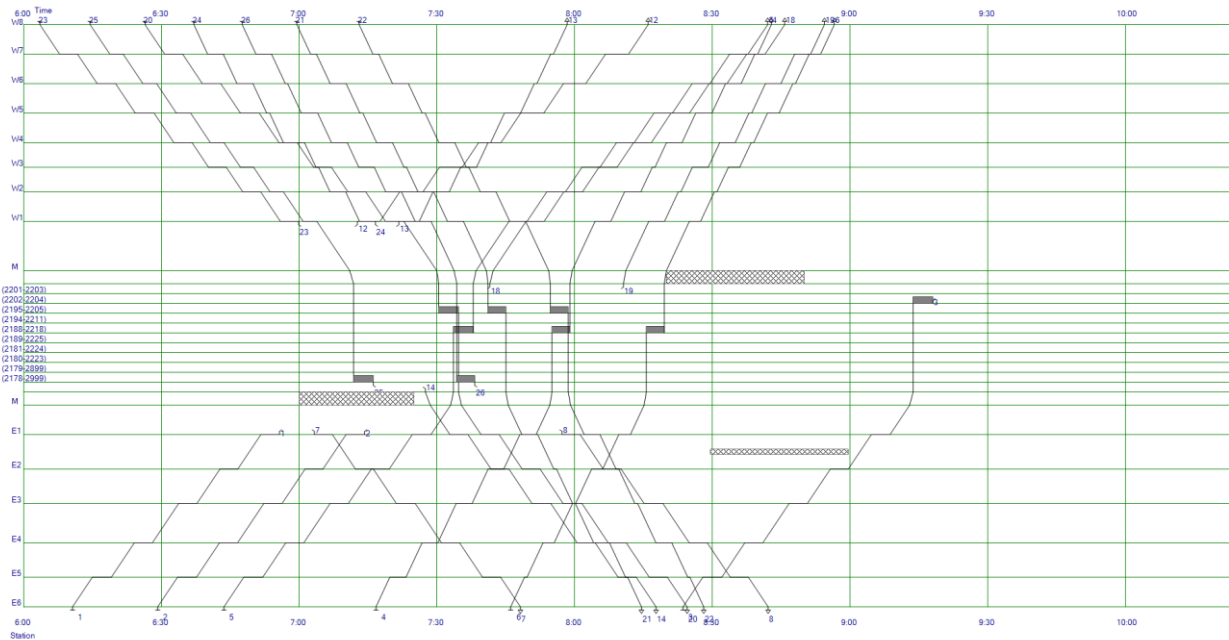 6:00 Time 6:30 7:00 7:30 8:00 8:30 9:00 9:30 10:00
W8 23 25 20 24 26 21 22 13 12 18
W7
W6
W5
W4
W3
W2
W1
23 12 24 13
M
18 19
(2201-2203)
(2202-2204)
(2195-2205)
(2194-2211)
(2188-2218)
(2189-2225)
(2181-2224)
(2180-2223)
(2179-2899)
(2178-2999)
14 26
M
E1 7 8
E2
E3
E4
E5
E6
1 2 5 4 6 7 21 14 20 22 8
6:00 6:30 7:00 7:30 8:00 8:30 9:00 9:30 10:00
Station